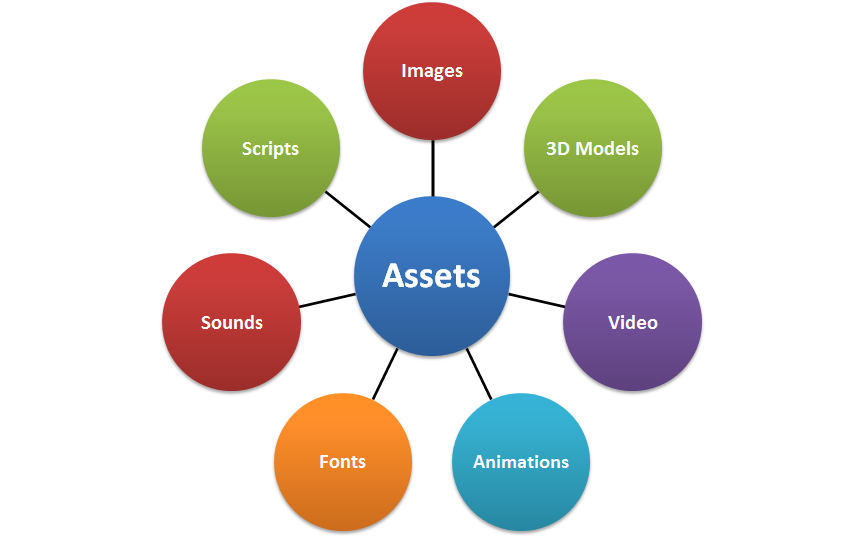 Images
Scripts
3D Models
Assets
Sounds
Video
Fonts
Animations